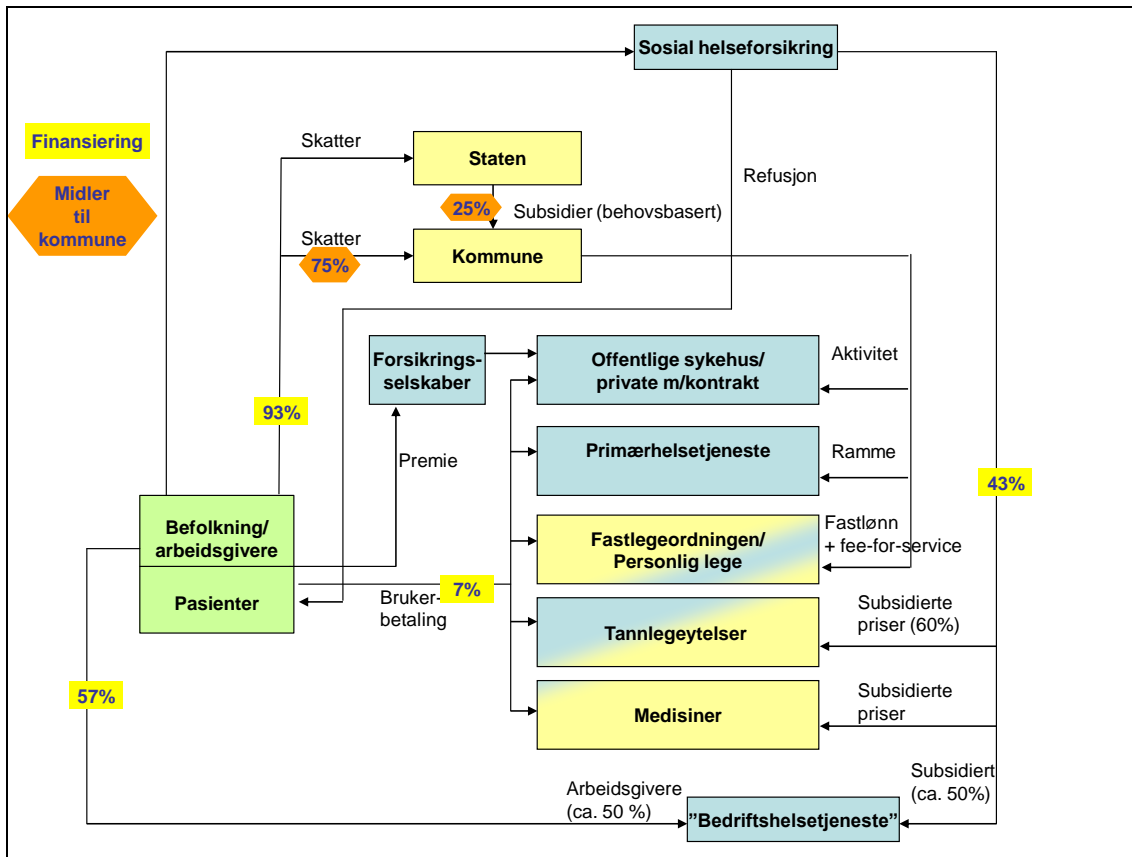 Sosial helseforsikring
Finansiering
Midler
til
kommune
Skatter
Staten
25%
Subsidier (behovsbasert)
Refusjon
Skatter
75%
Kommune
Forsikrings-
selskaber
Offentlige sykehus/
private m/kontrakt
Aktivitet
93%
Premie
Primærhelsetjeneste
Ramme
43%
Befolkning/
arbeidsgivere
Pasienter
7%
Bruker-
betaling
Fastlegeordningen/
Personlig lege
Fastlønn
+ fee-for-service
Tannlegeytelser
Subsidierte
priser (60%)
57%
Medisiner
Subsidierte
priser
Arbeidsgivere
(ca. 50 %)
”Bedriftshelsetjeneste”
Subsidiert
(ca. 50%)